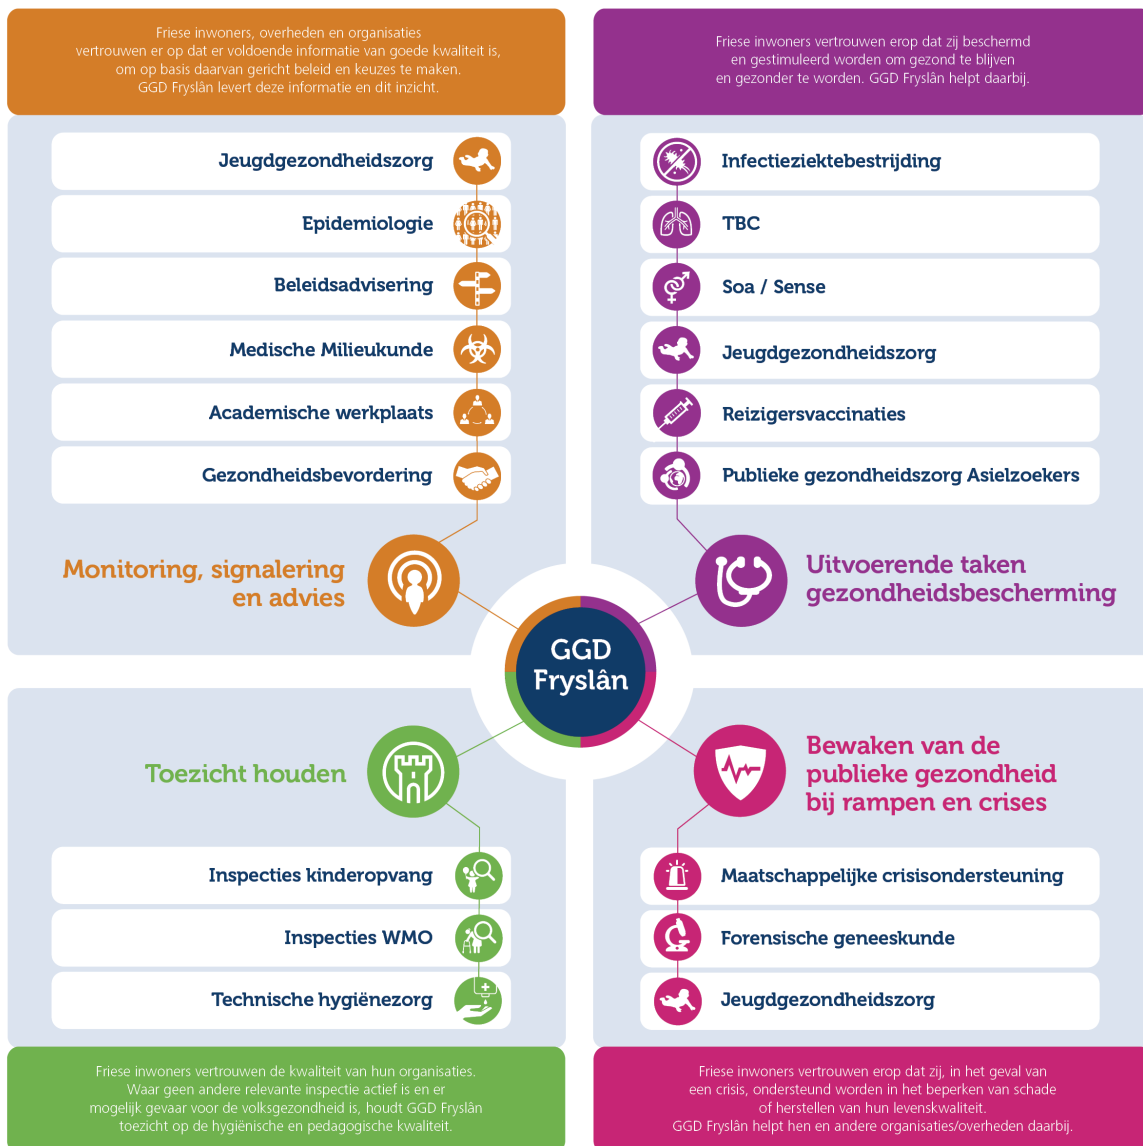 Friese inwoners, overheden en organisaties
vertrouwen er op dat er voldoende informatie van goede kwaliteit is,
om op basis daarvan gericht beleid en keuzes te maken.
GGD Fryslân levert deze informatie en dit inzicht.
Jeugdgezondheidszorg
Epidemiologie
Beleidsadvisering
Medische Milieukunde
Academische werkplaats
Gezondheidsbevordering
Monitoring, signalering
en advies
Friese inwoners vertrouwen erop dat zij beschermd
en gestimuleerd worden om gezond te blijven
en gezonder te worden. GGD Fryslân helpt daarbij.
Infectieziektebestrijding
TBC
Soa / Sense
Jeugdgezondheidszorg
Reizigersvaccinaties
Publieke gezondheidszorg Asielzoekers
Uitvoerende taken
gezondheidsbescherming
GGD
Fryslân
Toezicht houden
Inspecties kinderopvang
Inspecties WMO
Technische hygiënezorg
Friese inwoners vertrouwen de kwaliteit van hun organisaties.
Waar geen andere relevante inspectie actief is en er
mogelijk gevaar voor de volksgezondheid is, houdt GGD Fryslân
toezicht op de hygiënische en pedagogische kwaliteit.
Bewaken van de
publieke gezondheid
bij rampen en crises
Maatschappelijke crisisondersteuning
Forensische geneeskunde
Jeugdgezondheidszorg
Friese inwoners vertrouwen erop dat zij, in het geval van
een crisis, ondersteund worden in het beperken van schade
of herstellen van hun levenskwaliteit.
GGD Fryslân helpt hen en andere organisaties/overheden daarbij.